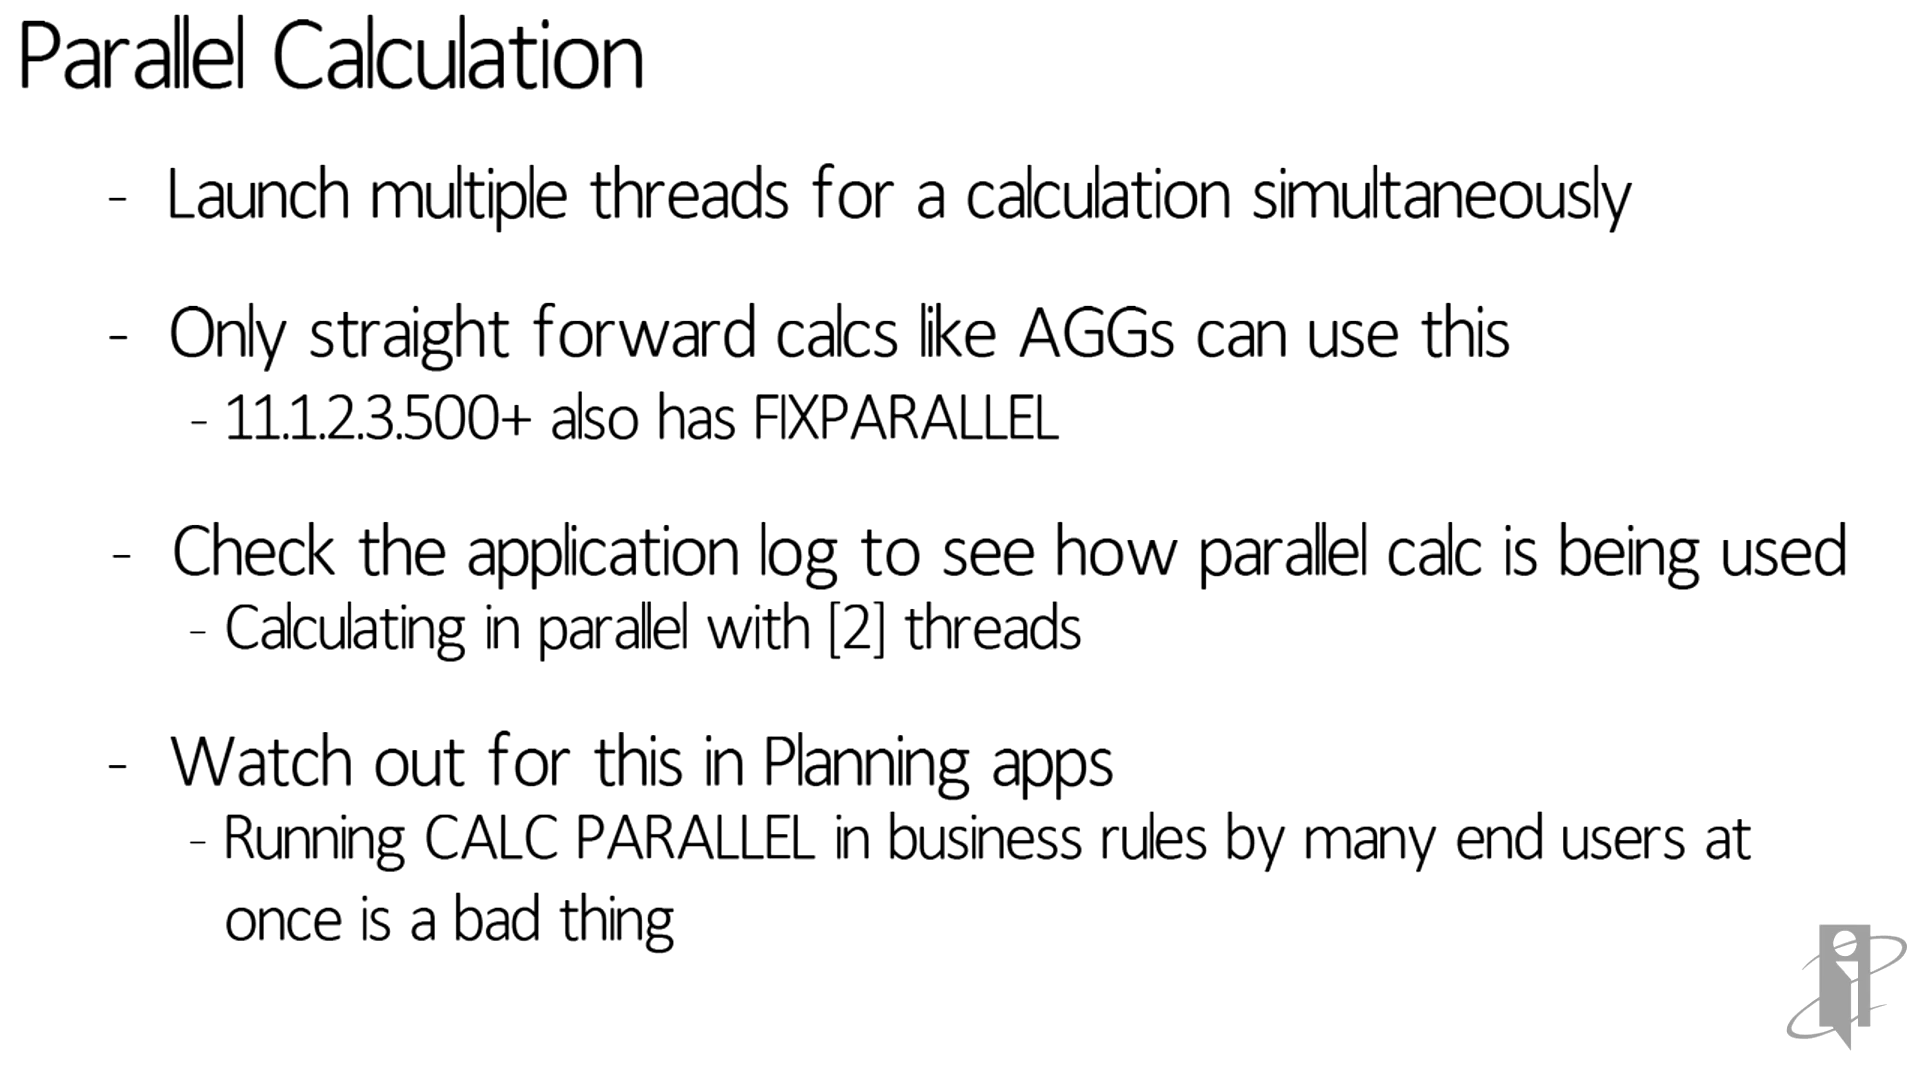 Parallel Calculation
- Launch multiple threads for a calculation simultaneously
- Only straight forward calcs like AGGs can use this
- 11.1.2.3.500+ also has FIXPARALLEL
- Check the application log to see how parallel calc is being used
- Calculating in parallel with [2] threads
- Watch out for this in Planning apps
- Running CALC PARALLEL in business rules by many end users at
once is a bad thing